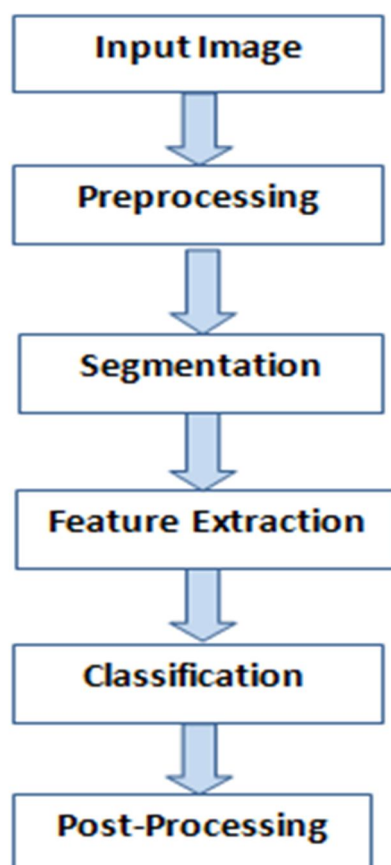 Input Image
Preprocessing
Segmentation
Feature Extraction
Classification
Post-Processing